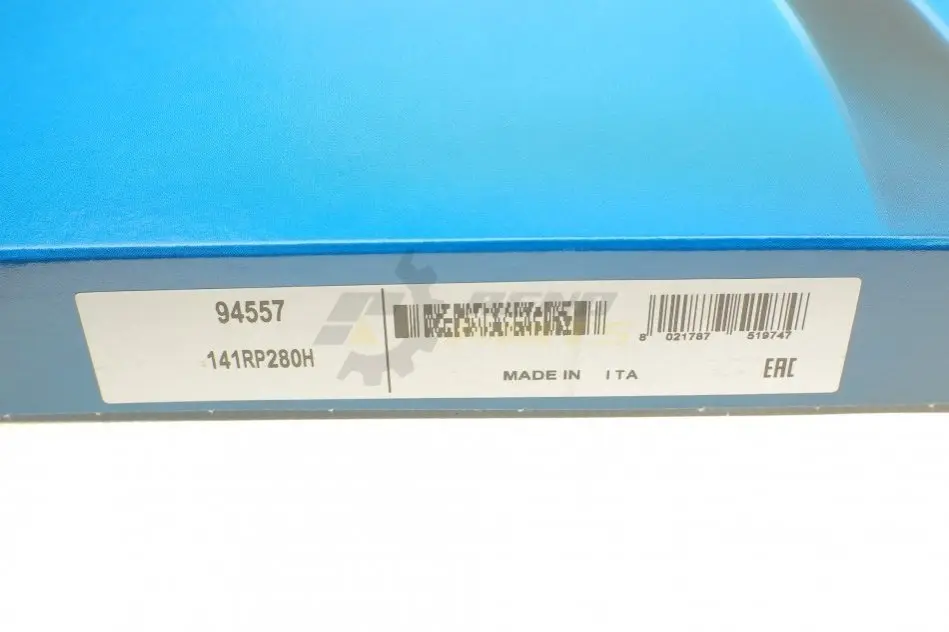 94557
141RP280H
8 021787 519747
MADE IN ITA
EAC